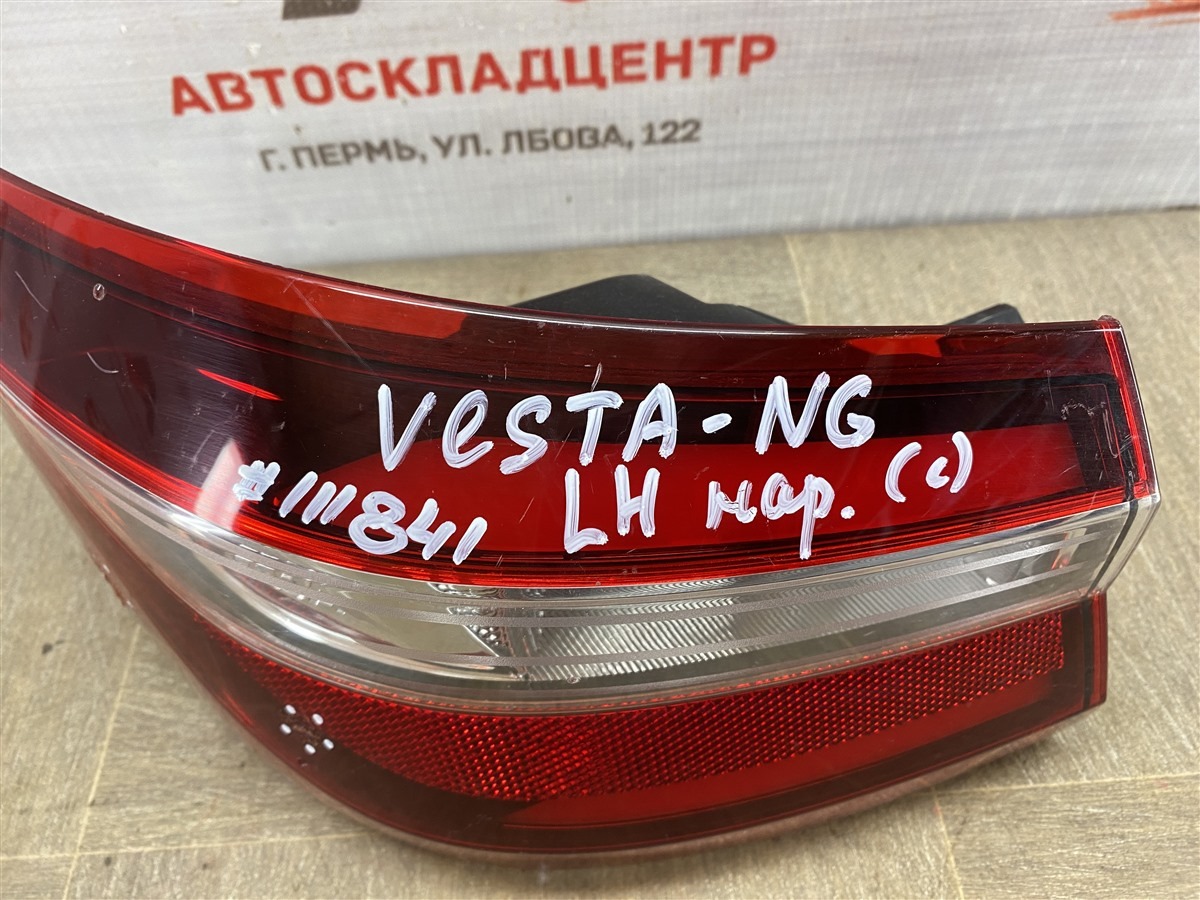 АВТОСКЛАДЦЕНТР
Г. ПЕРМЬ, УЛ. ЛБОВА, 122
VeSTA-NG
#111841 LH нар. (с)